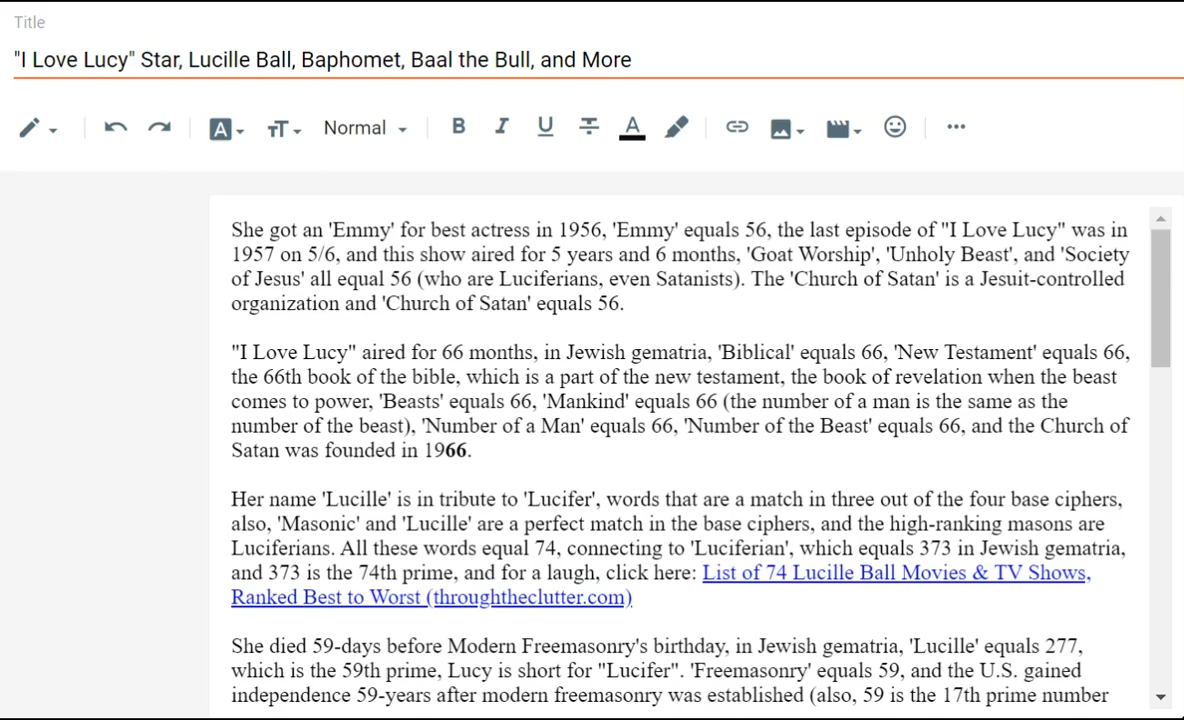 Title
"I Love Lucy" Star, Lucille Ball, Baphomet, Baal the Bull, and More
A TT Normal B I U A
She got an 'Emmy' for best actress in 1956, 'Emmy' equals 56, the last episode of "I Love Lucy" was in
1957 on 5/6, and this show aired for 5 years and 6 months, 'Goat Worship', 'Unholy Beast', and 'Society
of Jesus' all equal 56 (who are Luciferians, even Satanists). The 'Church of Satan' is a Jesuit-controlled
organization and 'Church of Satan' equals 56.
"I Love Lucy" aired for 66 months, in Jewish gematria, 'Biblical' equals 66, 'New Testament' equals 66,
the 66th book of the bible, which is a part of the new testament, the book of revelation when the beast
comes to power, 'Beasts' equals 66, 'Mankind' equals 66 (the number of a man is the same as the
number of the beast), 'Number of a Man' equals 66, 'Number of the Beast' equals 66, and the Church of
Satan was founded in 1966.
Her name 'Lucille' is in tribute to 'Lucifer', words that are a match in three out of the four base ciphers,
also, 'Masonic' and 'Lucille' are a perfect match in the base ciphers, and the high-ranking masons are
Luciferians. All these words equal 74, connecting to 'Luciferian', which equals 373 in Jewish gematria,
and 373 is the 74th prime, and for a laugh, click here: List of 74 Lucille Ball Movies & TV Shows,
Ranked Best to Worst (throughtheclutter.com)
She died 59-days before Modern Freemasonry's birthday, in Jewish gematria, 'Lucille' equals 277,
which is the 59th prime, Lucy is short for "Lucifer". 'Freemasonry' equals 59, and the U.S. gained
independence 59-years after modern freemasonry was established (also, 59 is the 17th prime number